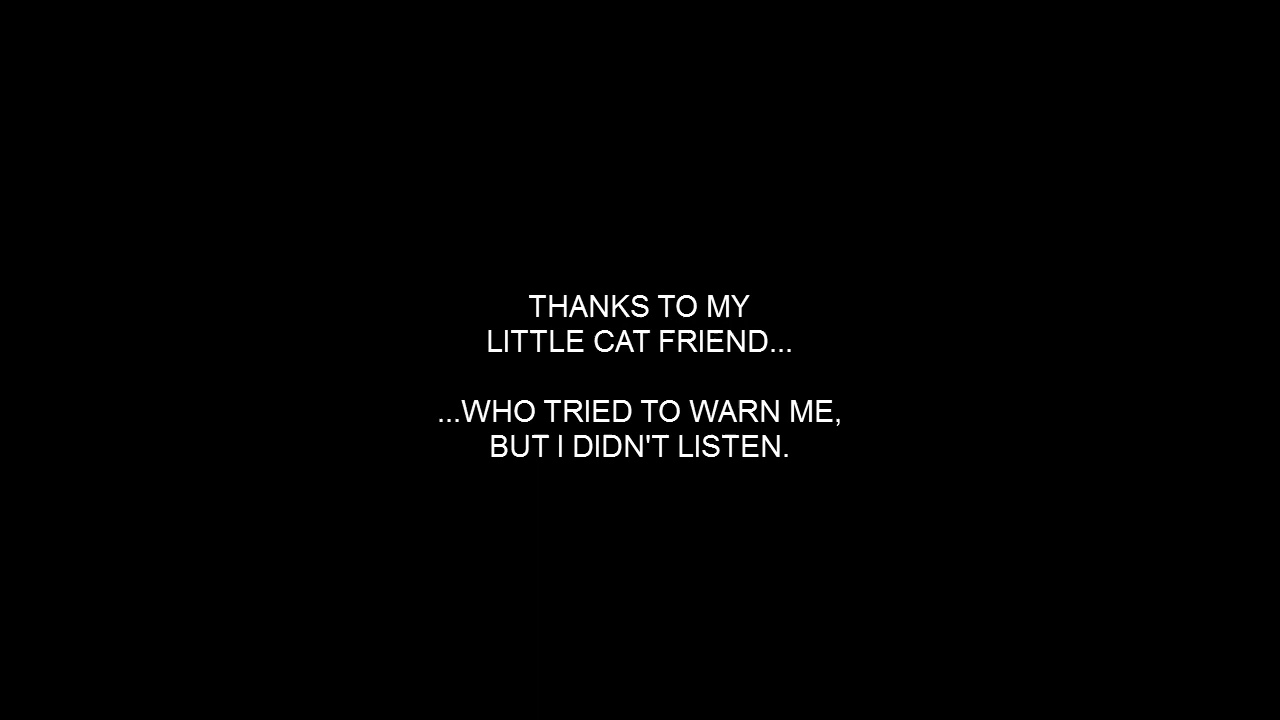 THANKS TO MY
LITTLE CAT FRIEND...
...WHO TRIED TO WARN ME,
BUT I DIDN'T LISTEN.